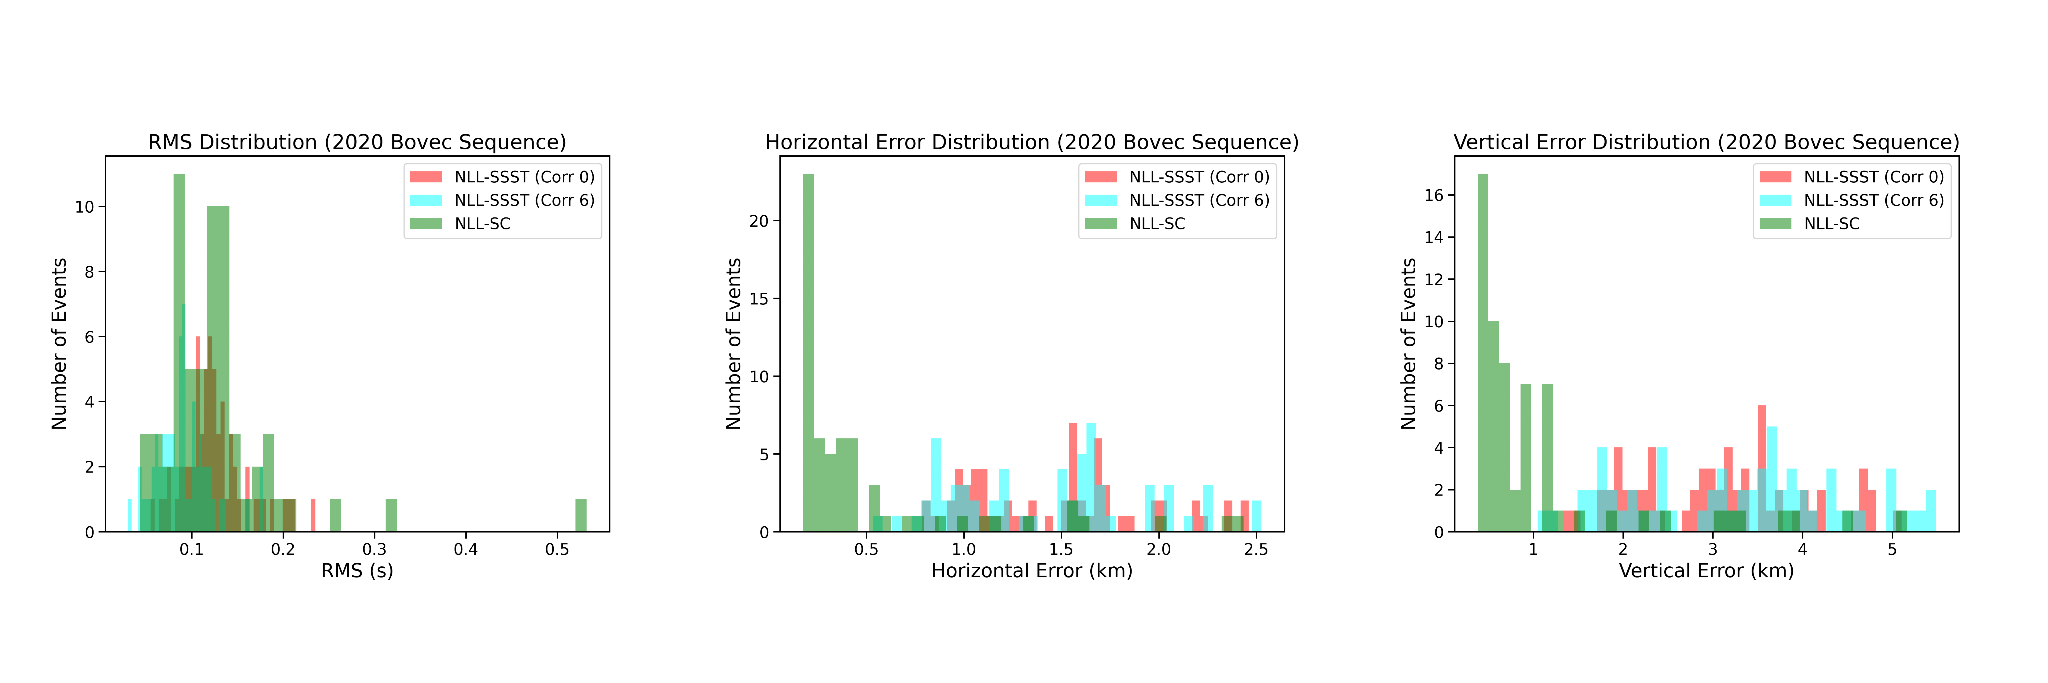 RMS Distribution (2020 Bovec Sequence)
NLL-SSST (Corr 0)
NLL-SSST (Corr 6)
NLL-SC
Number of Events
10
8
6
4
2
0
0.1 0.2 0.3 0.4 0.5
RMS (s)
Horizontal Error Distribution (2020 Bovec Sequence)
NLL-SSST (Corr 0)
NLL-SSST (Corr 6)
NLL-SC
Number of Events
20
15
10
5
0
0.5 1.0 1.5 2.0 2.5
Horizontal Error (km)
Vertical Error Distribution (2020 Bovec Sequence)
NLL-SSST (Corr 0)
NLL-SSST (Corr 6)
NLL-SC
Number of Events
16
14
12
10
8
6
4
2
0
1 2 3 4 5
Vertical Error (km)